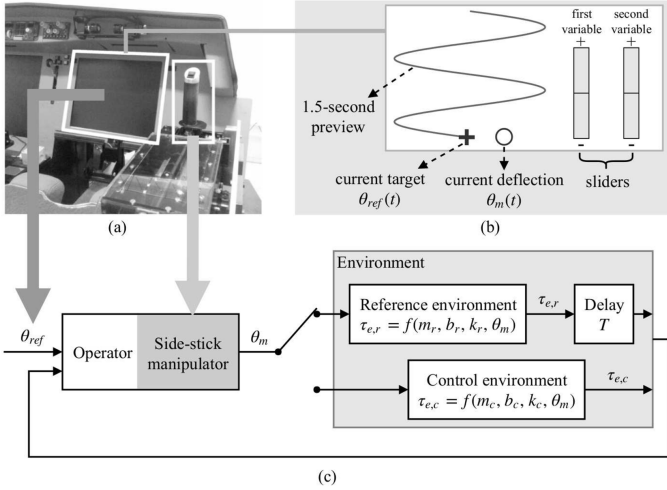 first
variable
+
second
variable
+
1.5-second
preview
-
-
current target
θref(t)
current deflection
θm(t)
sliders
(a)
(b)
Environment
θref
Operator
Side-stick
manipulator
θm
Reference environment
τe,r = f(mr, br, kr, θm)
τe,r
Delay
T
Control environment
τe,c = f(mc, bc, kc, θm)
τe,c
(c)